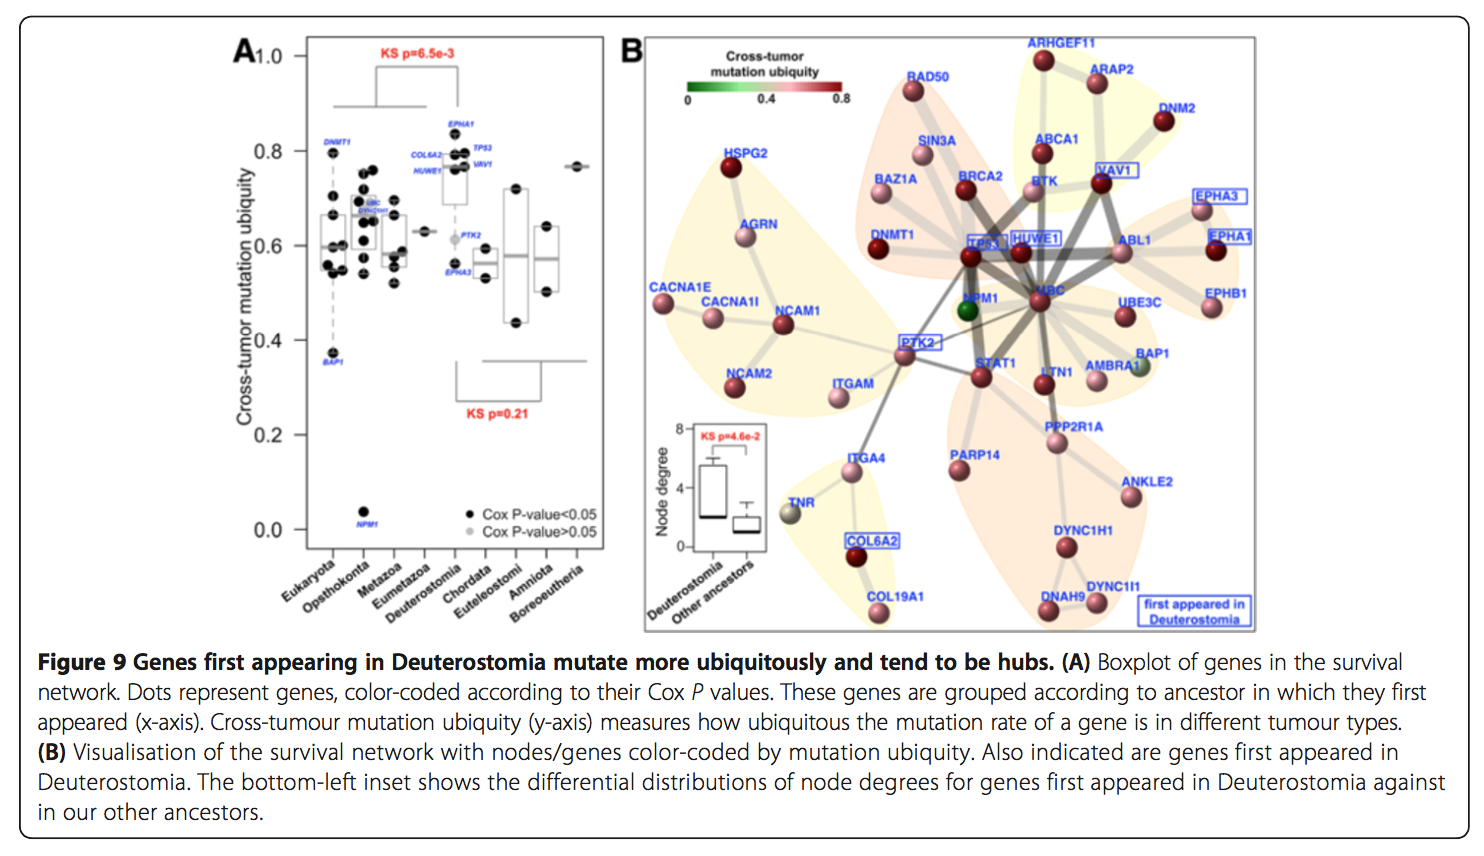 A
1.0
0.8
0.6
0.4
0.2
0.0
Cross-tumor mutation ubiquity
KS p=6.5e-3
DNMT1
BAP1
UBC
DYNC1H1
NPM1
EPHA1
COL6A2
TP53
VAV1
HUWE1
PTK2
EPHA3
KS p=0.21
Cox P-value<0.05
Cox P-value>0.05
Eukaryota
Opsthokonta
Metazoa
Eumetazoa
Deuterostomia
Chordata
Euteleostomi
Amniota
Boreoeutheria
B
Cross-tumor
mutation ubiquity
0
0.4
0.8
ARHGEF11
ARAP2
RAD50
DNM2
SIN3A
ABCA1
HSPG2
BAZ1A
BRCA2
BTK
VAV1
EPHA3
AGRN
DNMT1
TP53
HUWE1
ABL1
EPHA1
CACNA1E
CACNA1I
NCAM1
NPM1
UBC
UBE3C
EPHB1
PTK2
NCAM2
ITGAM
STAT1
LTN1
AMBRA1
BAP1
PPP2R1A
ITGA4
PARP14
ANKLE2
TNR
COL6A2
DYNC1H1
COL19A1
DNAH9
DYNC1I1
first appeared in
Deuterostomia
KS p=4.6e-2
8
4
0
Node degree
Deuterostomia
Other ancestors
Figure 9 Genes first appearing in Deuterostomia mutate more ubiquitously and tend to be hubs. (A) Boxplot of genes in the survival
network. Dots represent genes, color-coded according to their Cox P values. These genes are grouped according to ancestor in which they first
appeared (x-axis). Cross-tumour mutation ubiquity (y-axis) measures how ubiquitous the mutation rate of a gene is in different tumour types.
(B) Visualisation of the survival network with nodes/genes color-coded by mutation ubiquity. Also indicated are genes first appeared in
Deuterostomia. The bottom-left inset shows the differential distributions of node degrees for genes first appeared in Deuterostomia against
in our other ancestors.